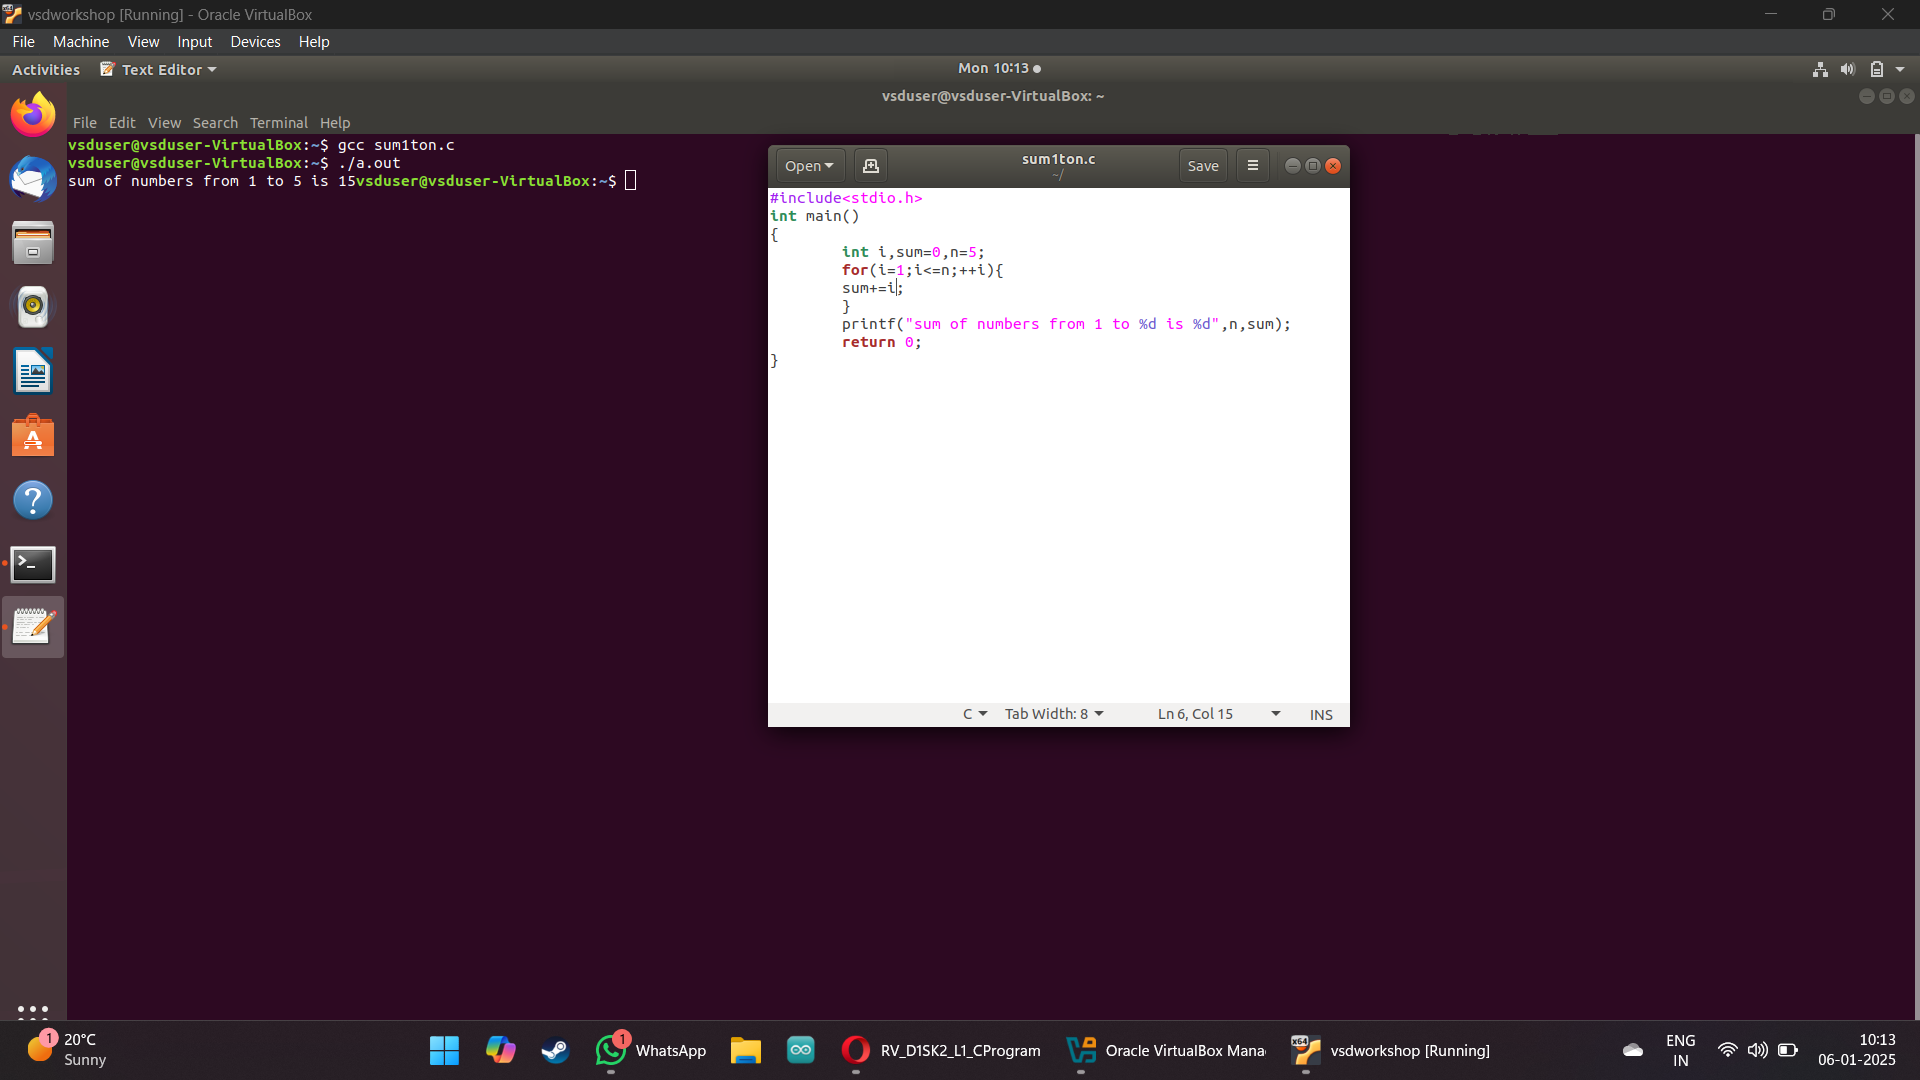 vsdworkshop [Running] - Oracle VirtualBox
File Machine View Input Devices Help
Activities Text Editor Mon 10:13
vsduser@vsduser-VirtualBox: ~
File Edit View Search Terminal Help
vsduser@vsduser-VirtualBox:~$ gcc sum1ton.c
vsduser@vsduser-VirtualBox:~$ ./a.out
sum of numbers from 1 to 5 is 15vsduser@vsduser-VirtualBox:~$
Open sum1ton.c Save
~/
#include<stdio.h>
int main()
{
        int i,sum=0,n=5;
        for(i=1;i<=n;++i){
        sum+=i;
        }
        printf("sum of numbers from 1 to %d is %d",n,sum);
        return 0;
}
C Tab Width: 8 Ln 6, Col 15 INS
1 20°C
Sunny
1 WhatsApp RV_D1SK2_L1_CProgram Oracle VirtualBox Mana x64 vsdworkshop [Running]
ENG
IN
10:13
06-01-2025